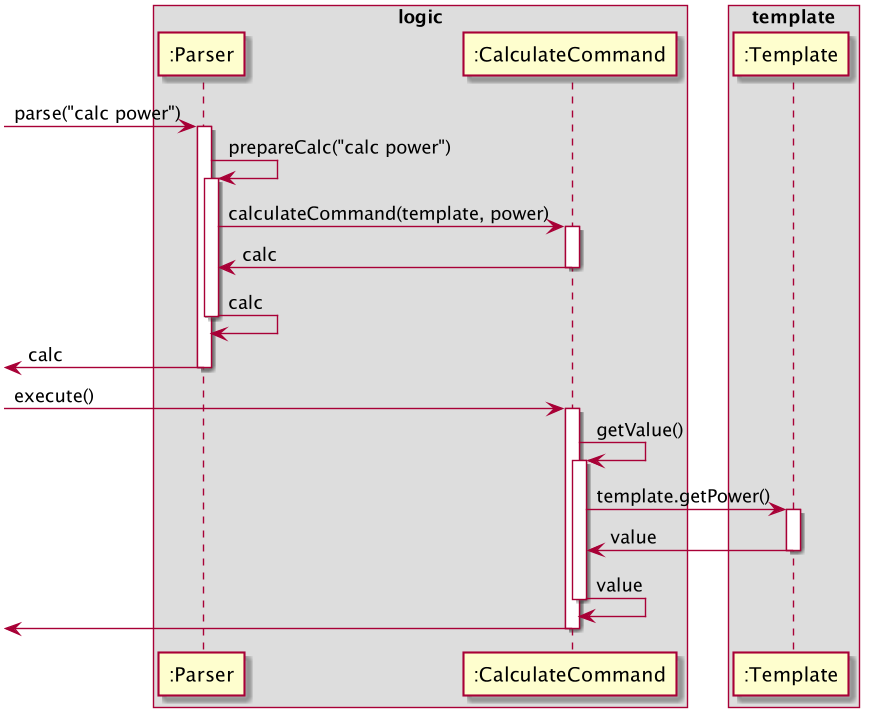 logic
template
:Parser
:CalculateCommand
:Template
parse("calc power")
prepareCalc("calc power")
calculateCommand(template, power)
calc
calc
calc
execute()
getValue()
template.getPower()
value
value
:Parser
:CalculateCommand
:Template